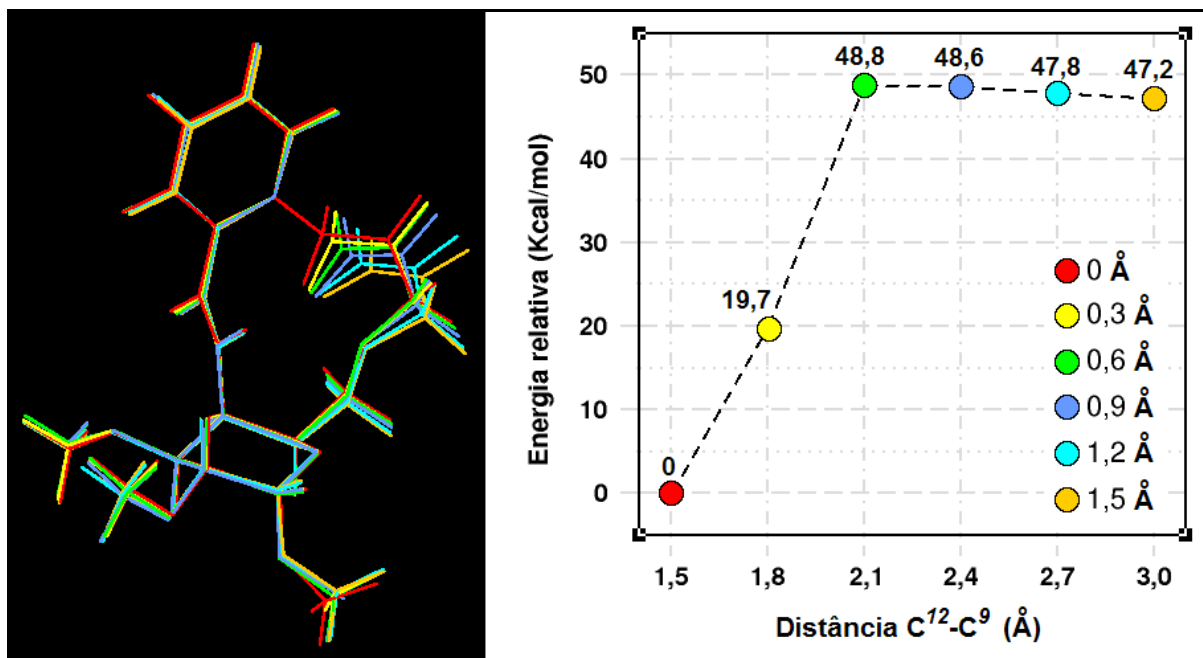 Energia relativa (Kcal/mol)
50
40
30
20
10
0
0
19,7
48,8
48,6
47,8
47,2
0 Å
0,3 Å
0,6 Å
0,9 Å
1,2 Å
1,5 Å
1,5
1,8
2,1
2,4
2,7
3,0
Distância C¹²-C⁹ (Å)